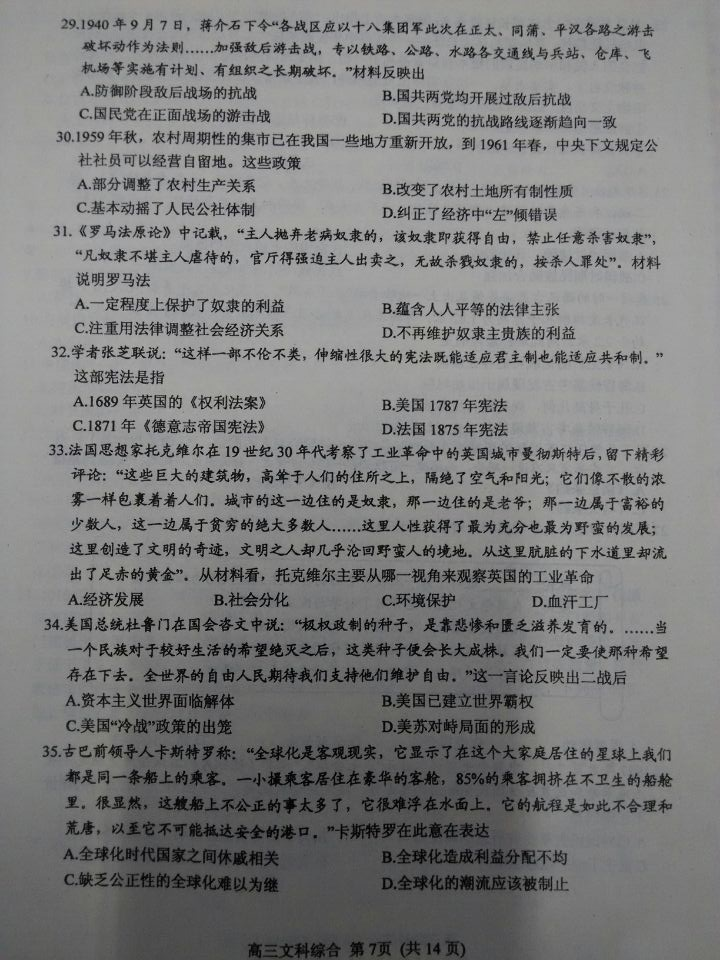 29.1940年9月7日，蒋介石下令“各战区应以十八集团军此次在正太、同蒲、平汉各路之游击
破坏动作为法则……加强敌后游击战，专以铁路、公路、水路各交通线与兵站、仓库、飞
机场等实施有计划、有组织之长期破坏。”材料反映出
A.防御阶段敌后战场的抗战 B.国共两党均开展过敌后抗战
C.国民党在正面战场的游击战 D.国共两党的抗战路线逐渐趋向一致
30.1959年秋，农村周期性的集市已在我国一些地方重新开放，到1961年春，中央下文规定公
社社员可以经营自留地。这些政策
A.部分调整了农村生产关系 B.改变了农村土地所有制性质
C.基本动摇了人民公社体制 D.纠正了经济中“左”倾错误
31.《罗马法原论》中记载，“主人抛弃老病奴隶的，该奴隶即获得自由，禁止任意杀害奴隶”，
“凡奴隶不堪主人虐待的，官厅得强迫主人出卖之，无故杀戮奴隶的，按杀人罪处”。材料
说明罗马法
A.一定程度上保护了奴隶的利益 B.蕴含人人平等的法律主张
C.注重用法律调整社会经济关系 D.不再维护奴隶主贵族的利益
32.学者张芝联说：“这样一部不伦不类，伸缩性很大的宪法既能适应君主制也能适应共和制。”
这部宪法是指
A.1689年英国的《权利法案》 B.美国1787年宪法
C.1871年《德意志帝国宪法》 D.法国1875年宪法
33.法国思想家托克维尔在19世纪30年代考察了工业革命中的英国城市曼彻斯特后，留下精彩
评论：“这些巨大的建筑物，高耸于人们的住所之上，隔绝了空气和阳光；它们像不散的浓
雾一样包裹着着人们。城市的这一边住的是奴隶，那一边住的是老爷；那一边属于富裕的
少数人，这一边属于贫穷的绝大多数人……这里人性获得了最为充分也最为野蛮的发展；
这里创造了文明的奇迹，文明之人却几乎沦回野蛮人的境地。从这里肮脏的下水道里却流
出了足赤的黄金”。从材料看，托克维尔主要从哪一视角来观察英国的工业革命
A.经济发展 B.社会分化 C.环境保护 D.血汗工厂
34.美国总统杜鲁门在国会咨文中说：“极权政制的种子，是靠悲惨和匮乏滋养发育的。……当
一个民族对于较好生活的希望绝灭之后，这类种子便会长大成株。我们一定要使那种希望
存在下去。全世界的自由人民期待我们支持他们维护自由。”这一言论反映出二战后
A.资本主义世界面临解体 B.美国已建立世界霸权
C.美国“冷战”政策的出笼 D.美苏对峙局面的形成
35.古巴前领导人卡斯特罗称：“全球化是客观现实，它显示了在这个大家庭居住的星球上我们
都是同一条船上的乘客。一小撮乘客居住在豪华的客舱，85%的乘客拥挤在不卫生的船舱
里。很显然，这艘船上不公正的事太多了，它很难浮在水面上。它的航程是如此不合理和
荒唐，以至它不可能抵达安全的港口。”卡斯特罗在此意在表达
A.全球化时代国家之间休戚相关 B.全球化造成利益分配不均
C.缺乏公正性的全球化难以为继 D.全球化的潮流应该被制止
高三文科综合 第7页（共14页）